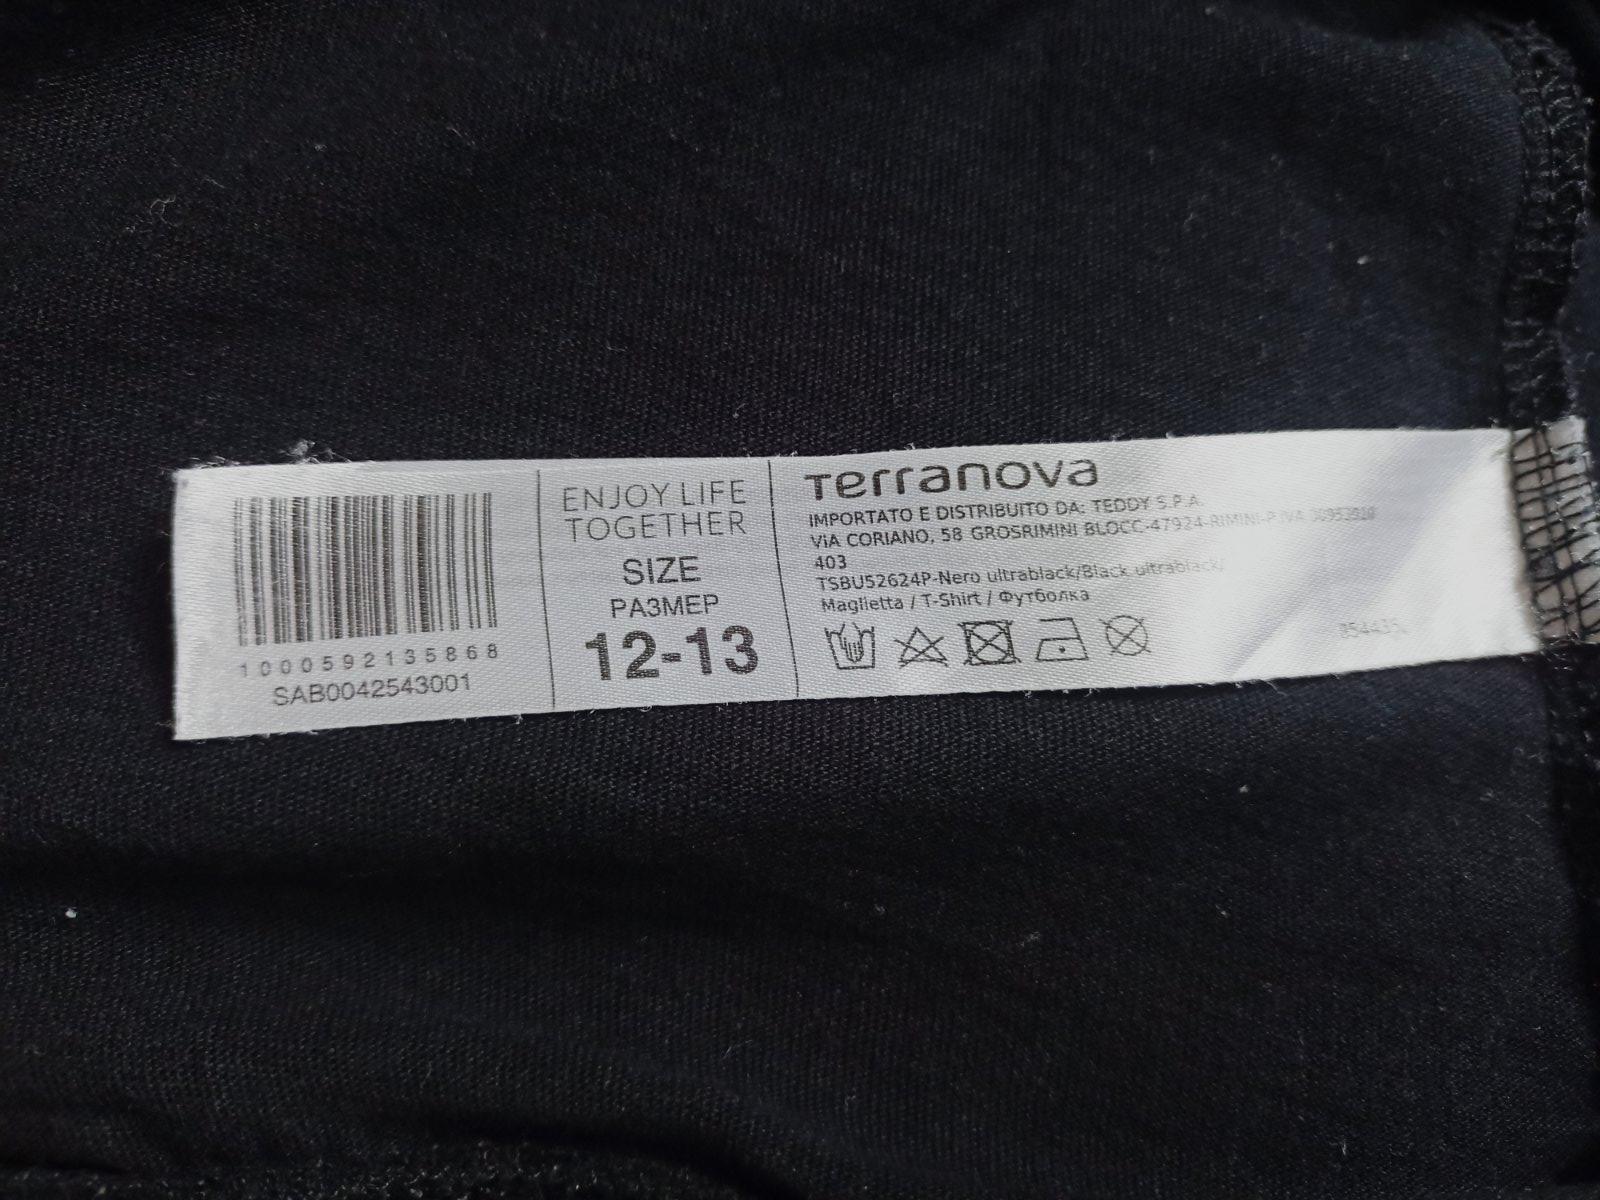 1000592135868
SAB0042543001
ENJOY LIFE
TOGETHER
SIZE
РАЗМЕР
12-13
Terranova
IMPORTATO E DISTRIBUITO DA: TEDDY S.P.A.
VIA CORIANO, 58 GROSRIMINI BLOCC-47924-RIMINI-P.IVA
403
TSBU52624P-Nero ultrablack/Black ultrablack/
Maglietta / T-Shirt / Футболка